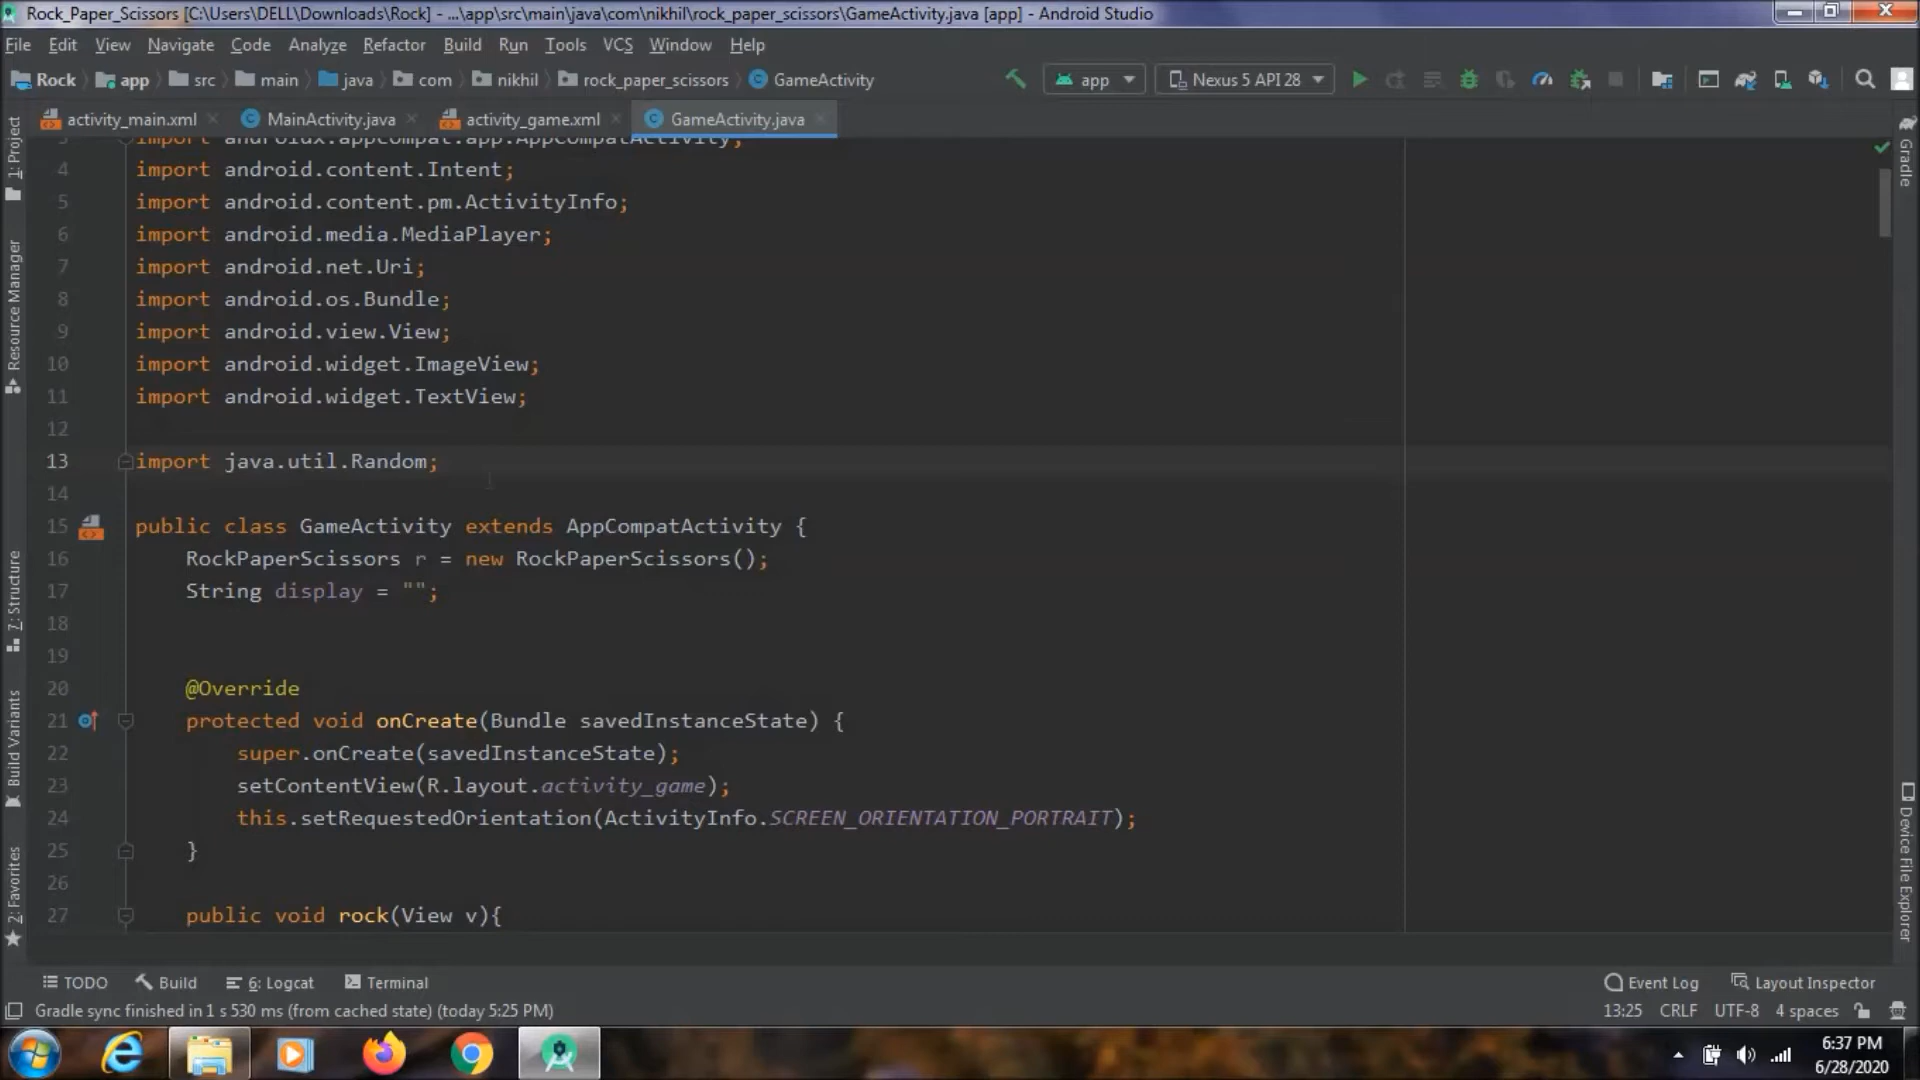 Rock_Paper_Scissors [C:\Users\DELL\Downloads\Rock] - ...\app\src\main\java\com\nikhil\rock_paper_scissors\GameActivity.java [app] - Android Studio
File Edit View Navigate Code Analyze Refactor Build Run Tools VCS Window Help
Rock app src main java com nikhil rock_paper_scissors GameActivity app Nexus 5 API 28
activity_main.xml MainActivity.java activity_game.xml GameActivity.java
3 import androidx.appcompat.app.AppCompatActivity;
4 import android.content.Intent;
5 import android.content.pm.ActivityInfo;
6 import android.media.MediaPlayer;
7 import android.net.Uri;
8 import android.os.Bundle;
9 import android.view.View;
10 import android.widget.ImageView;
11 import android.widget.TextView;
12
13 import java.util.Random;
14
15 public class GameActivity extends AppCompatActivity {
16 RockPaperScissors r = new RockPaperScissors();
17 String display = "";
18
19
20 @Override
21 protected void onCreate(Bundle savedInstanceState) {
22 super.onCreate(savedInstanceState);
23 setContentView(R.layout.activity_game);
24 this.setRequestedOrientation(ActivityInfo.SCREEN_ORIENTATION_PORTRAIT);
25 }
26
27 public void rock(View v){
1: Project
Resource Manager
7: Structure
Build Variants
2: Favorites
Gradle
Device File Explorer
TODO Build 6: Logcat Terminal Event Log Layout Inspector
Gradle sync finished in 1 s 530 ms (from cached state) (today 5:25 PM) 13:25 CRLF UTF-8 4 spaces
6:37 PM
6/28/2020